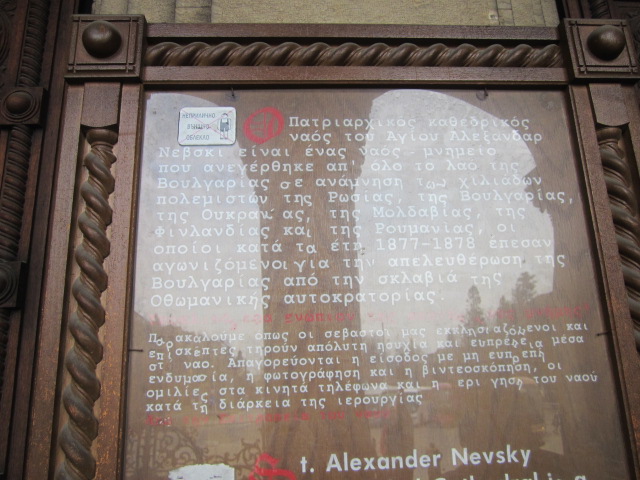 Ο Πατριαρχικός καθεδρικός
ναός του Αγίου Αλεξάνδαρ
Νέβσκι είναι ένας ναός- μνημείο
που ανεγέρθηκε απ' όλο το λαό της
Βουλγαρίας σε ανάμνηση των χιλιάδων
πολεμιστών της Ρωσίας, της Βουλγαρίας,
της Ουκρανίας, της Μολδαβίας, της
Φινλανδίας και της Ρουμανίας, οι
οποίοι κατά τα έτη 1877-1878 έπεσαν
αγωνιζόμενοι για την απελευθέρωση της
Βουλγαρίας από την σκλαβιά της
Οθωμανικής αυτοκρατορίας.
Παρακαλούμε όπως οι σεβαστοί μας εκκλησιαζόμενοι και
επισκέπτες τηρούν απόλυτη ησυχία και ευπρέπεια μέσα
στο ναό. Απαγορεύονται η είσοδος με μη ευπρεπή
ενδυμασία, η φωτογράφηση και η βιντεοσκόπηση, οι
ομιλίες στα κινητά τηλέφωνα και η περιήγηση του ναού
κατά τη διάρκεια της ιερουργίας
St. Alexander Nevsky
Cathedral is a